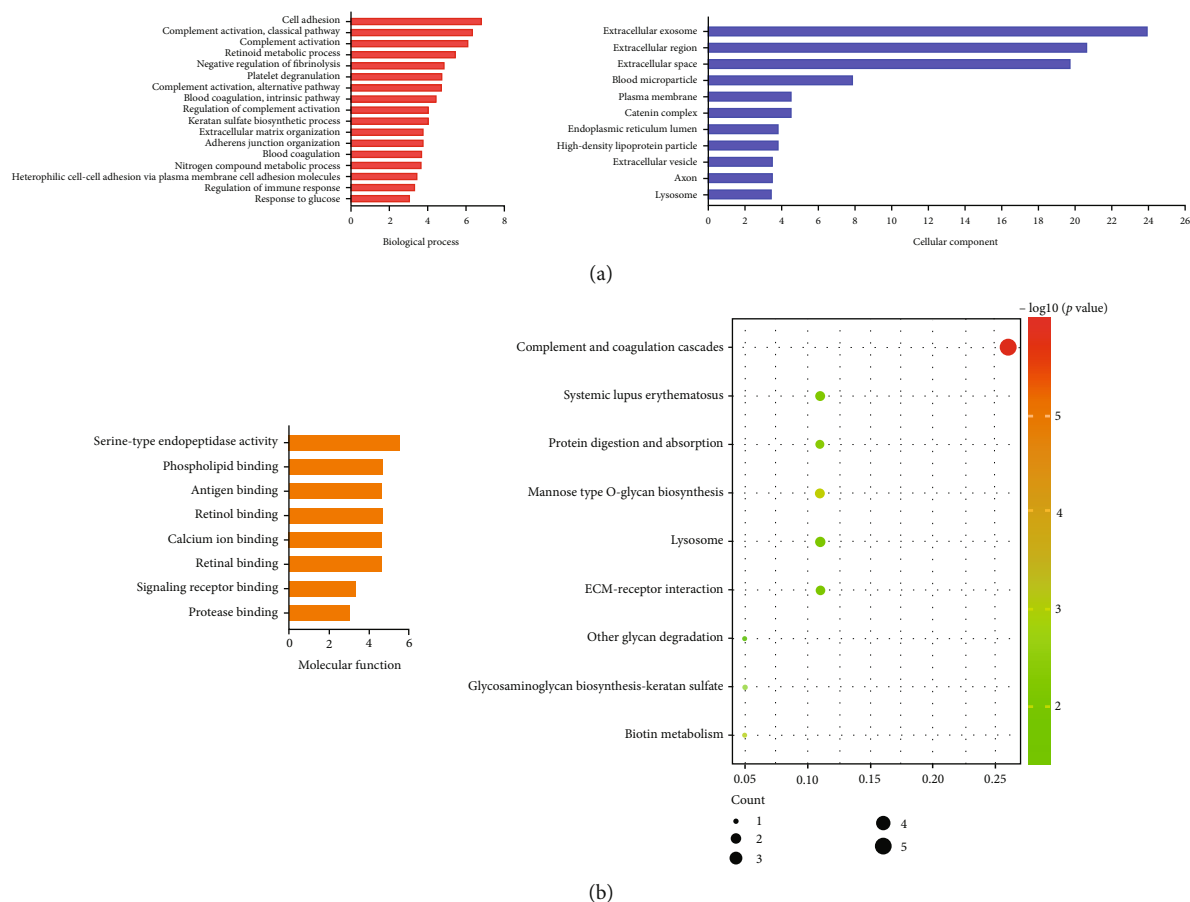 Cell adhesion
Complement activation, classical pathway
Complement activation
Retinoid metabolic process
Negative regulation of fibrinolysis
Platelet degranulation
Complement activation, alternative pathway
Blood coagulation, intrinsic pathway
Regulation of complement activation
Keratan sulfate biosynthetic process
Extracellular matrix organization
Adherens junction organization
Blood coagulation
Nitrogen compound metabolic process
Heterophilic cell-cell adhesion via plasma membrane cell adhesion molecules
Regulation of immune response
Response to glucose
0 2 4 6 8
Biological process
Extracellular exosome
Extracellular region
Extracellular space
Blood microparticle
Plasma membrane
Catenin complex
Endoplasmic reticulum lumen
High-density lipoprotein particle
Extracellular vesicle
Axon
Lysosome
0 2 4 6 8 10 12 14 16 18 20 22 24 26
Cellular component
(a)
Serine-type endopeptidase activity
Phospholipid binding
Antigen binding
Retinol binding
Calcium ion binding
Retinal binding
Signaling receptor binding
Protease binding
0 2 4 6
Molecular function
– log10 (p value)
Complement and coagulation cascades
Systemic lupus erythematosus
Protein digestion and absorption
Mannose type O-glycan biosynthesis
Lysosome
ECM-receptor interaction
Other glycan degradation
Glycosaminoglycan biosynthesis-keratan sulfate
Biotin metabolism
0.05 0.10 0.15 0.20 0.25
5
4
3
2
Count
1
2
3
4
5
(b)